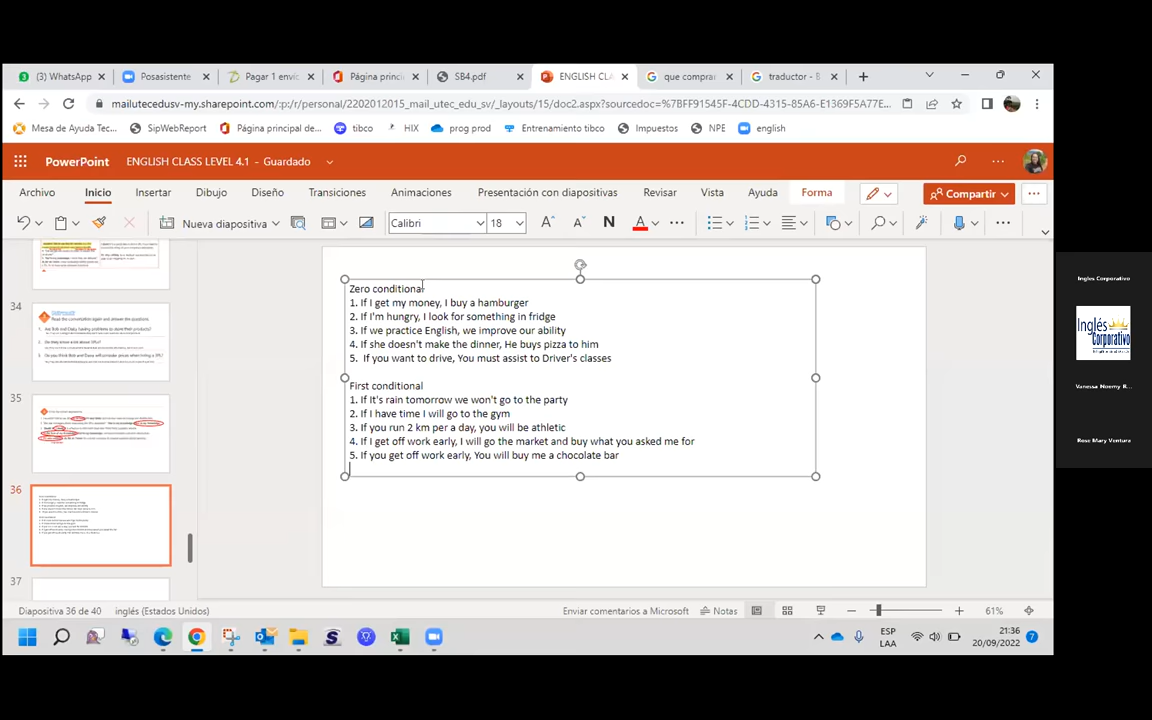 (3) WhatsApp
Posasistente
Pagar 1 envíc
Página princi
SB4.pdf
ENGLISH CLA
que comprar
traductor - B
mailutecedusv-my.sharepoint.com/:p:/r/personal/2202012015_mail_utec_edu_sv/_layouts/15/doc2.aspx?sourcedoc=%7BFF91545F-4CDD-4315-85A6-E1369F5A77E...
Mesa de Ayuda Tec...
SipWebReport
Página principal de...
tibco
HIX
prog prod
Entrenamiento tibco
Impuestos
NPE
english
PowerPoint
ENGLISH CLASS LEVEL 4.1 - Guardado
Archivo
Inicio
Insertar
Dibujo
Diseño
Transiciones
Animaciones
Presentación con diapositivas
Revisar
Vista
Ayuda
Forma
Compartir
Nueva diapositiva
Calibri
18
N
A
34
35
36
37
Zero conditional
1. If I get my money, I buy a hamburger
2. If I'm hungry, I look for something in fridge
3. If we practice English, we improve our ability
4. If she doesn't make the dinner, He buys pizza to him
5. If you want to drive, You must assist to Driver's classes
First conditional
1. If It's rain tomorrow we won't go to the party
2. If I have time I will go to the gym
3. If you run 2 km per a day, you will be athletic
4. If I get off work early, I will go the market and buy what you asked me for
5. If you get off work early, You will buy me a chocolate bar
Ingles Corporativo
Inglés
Corporativo
Vanessa Noemy R...
Rose Mary Ventura
Diapositiva 36 de 40
inglés (Estados Unidos)
Enviar comentarios a Microsoft
Notas
61%
ESP
LAA
21:36
20/09/2022
7